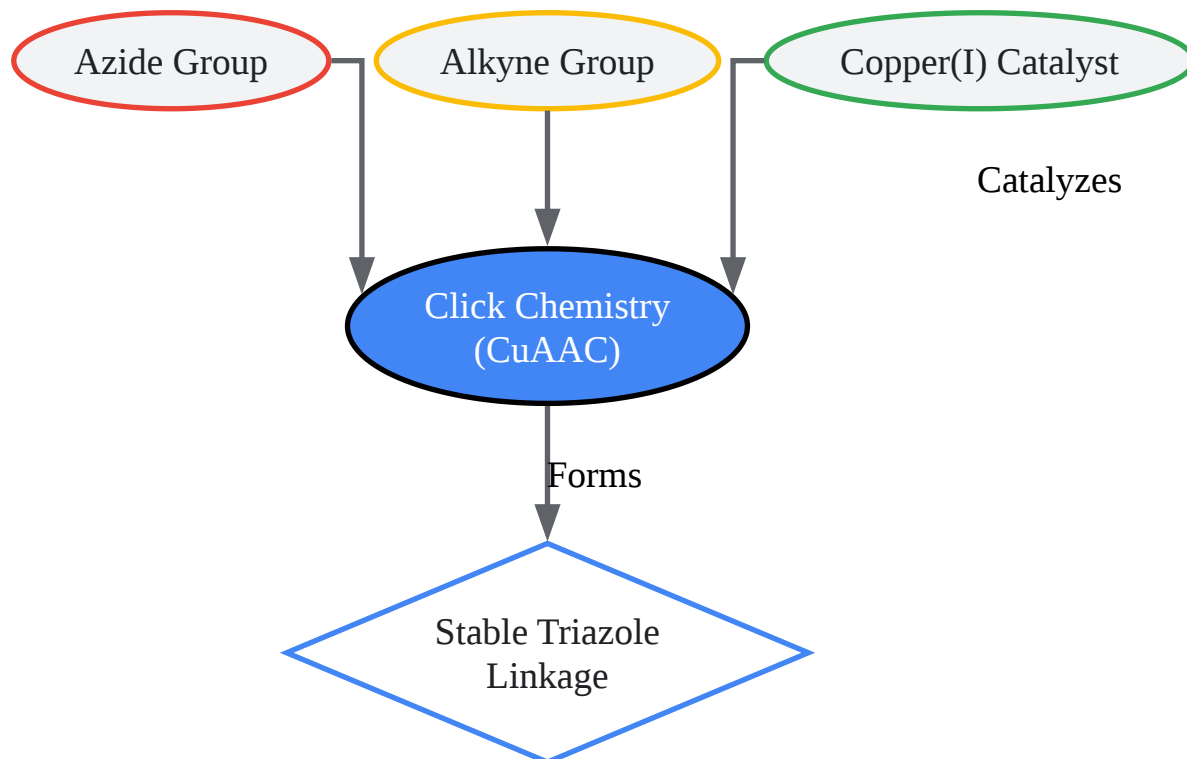 Azide Group
Alkyne Group
Copper(I) Catalyst
Catalyzes
Click Chemistry
(CuAAC)
Forms
Stable Triazole
Linkage